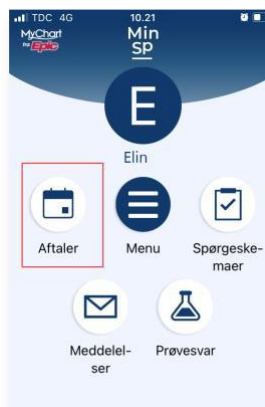 TDC 4G
10.21
MyChart
by Epic
Min
SP
E
Elin
Aftaler
Menu
Spørgeske-
maer
Meddelel-
ser
Prøvesvar